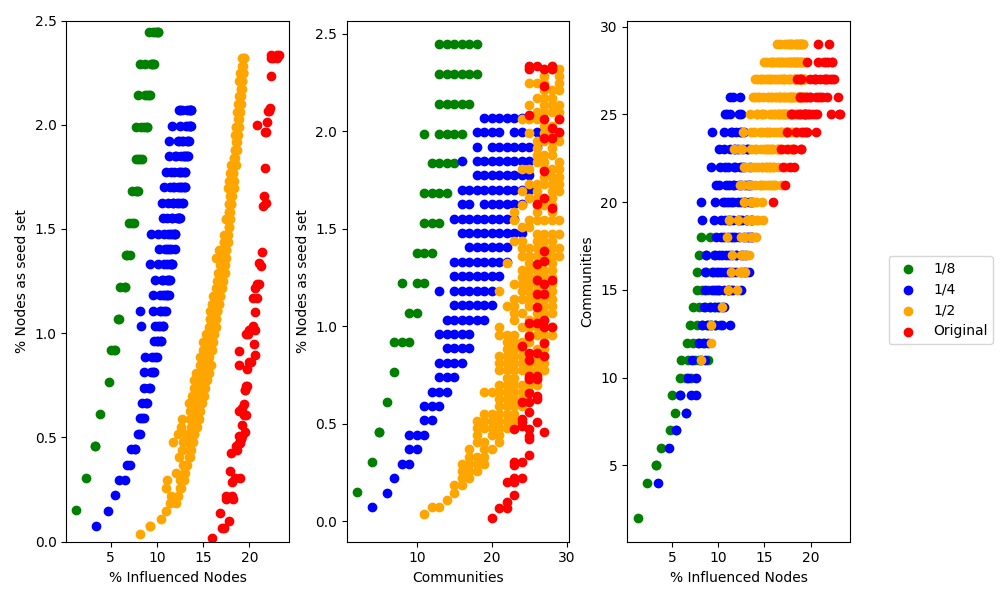 2.5
2.0
1.5
1.0
0.5
0.0
% Nodes as seed set
5 10 15 20
% Influenced Nodes
2.5
2.0
1.5
1.0
0.5
0.0
% Nodes as seed set
10 20 30
Communities
30
25
20
15
10
5
Communities
5 10 15 20
% Influenced Nodes
1/8
1/4
1/2
Original